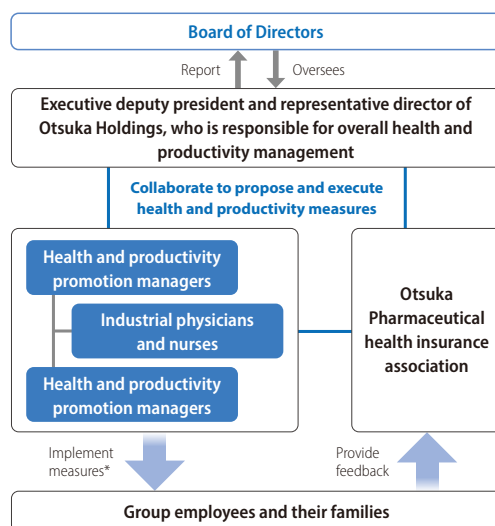 Board of Directors
Report
Oversees
Executive deputy president and representative director of
Otsuka Holdings, who is responsible for overall health and
productivity management
Collaborate to propose and execute
health and productivity measures
Health and productivity
promotion managers
Industrial physicians
and nurses
Health and productivity
promotion managers
Otsuka
Pharmaceutical
health insurance
association
Implement
measures*
Provide
feedback
Group employees and their families